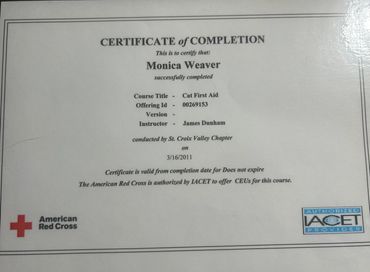 CERTIFICATE of COMPLETION
This is to certify that:
Monica Weaver
successfully completed
Course Title - Cat First Aid
Offering Id - 00269153
Version -
Instructor - James Dunham
conducted by St. Croix Valley Chapter
on
3/16/2011
Certificate is valid from completion date for Does not expire
The American Red Cross is authorized by IACET to offer CEUs for this course.
American
Red Cross
AUTHORIZED
IACET
PROVIDER